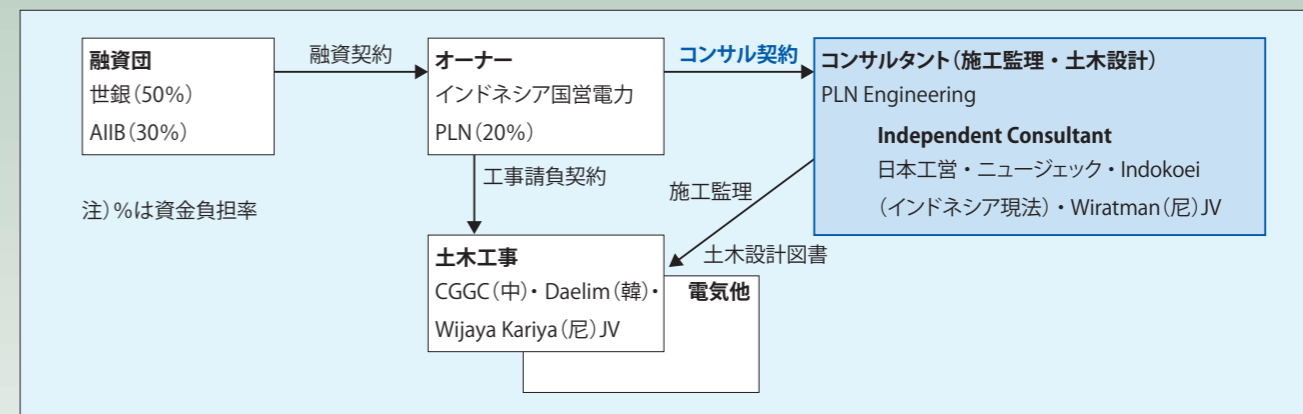 融資団
世銀(50%)
AIIB(30%)
融資契約
オーナー
インドネシア国営電力
PLN(20%)
コンサル契約
コンサルタント(施工監理・土木設計)
PLN Engineering
Independent Consultant
日本工営・ニュージェック・Indokoei
(インドネシア現法)・Wiratman(尼)JV
注)%は資金負担率
工事請負契約
施工監理
土木設計図書
土木工事
CGGC(中)・Daelim(韓)・
Wijaya Kariya(尼)JV
電気他